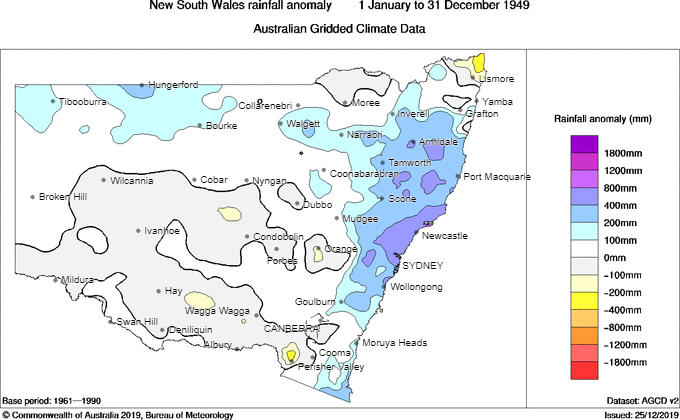 New South Wales rainfall anomaly 1 January to 31 December 1949
Australian Gridded Climate Data
Hungerford
Tibooburra
Lismore
Collarenebri
Moree
Yamba
Inverell
Grafton
Bourke
Walgett
Narrabri
Armidale
Tamworth
Coonabarabran
Wilcannia
Cobar
Nyngan
Port Macquarie
Broken Hill
Scone
Dubbo
Mudgee
Ivanhoe
Condobolin
Newcastle
Orange
Forbes
SYDNEY
Mildura
Wollongong
Hay
Goulburn
Wagga Wagga
Swan Hill
Deniliquin
CANBERRA
Albury
Moruya Heads
Cooma
Perisher Valley
Rainfall anomaly (mm)
1800mm
1200mm
800mm
400mm
200mm
100mm
0mm
-100mm
-200mm
-400mm
-800mm
-1200mm
-1800mm
Base period: 1961—1990
Dataset: AGCD v2
© Commonwealth of Australia 2019, Bureau of Meteorology
Issued: 25/12/2019